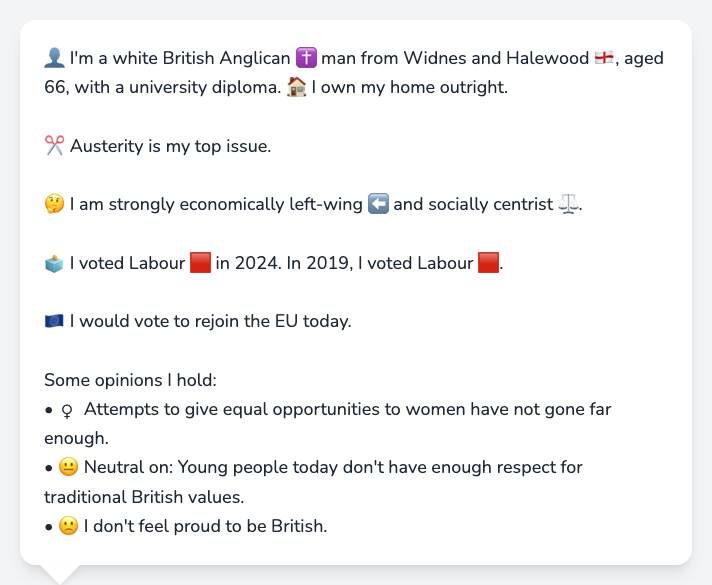 👤 I'm a white British Anglican ✝️ man from Widnes and Halewood 🏴󠁧󠁢󠁥󠁮󠁧󠁿, aged
66, with a university diploma. 🏠 I own my home outright.
✂️ Austerity is my top issue.
🤔 I am strongly economically left-wing ⬅️ and socially centrist ⚖️.
🗳️ I voted Labour 🟥 in 2024. In 2019, I voted Labour 🟥.
🇪🇺 I would vote to rejoin the EU today.
Some opinions I hold:
• ♀ Attempts to give equal opportunities to women have not gone far
enough.
• 😐 Neutral on: Young people today don't have enough respect for
traditional British values.
• 🙁 I don't feel proud to be British.